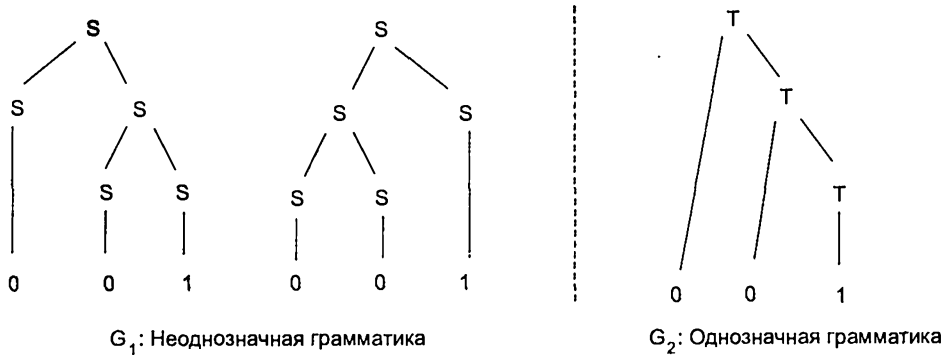 S S T
S S S S T
S S S S T
0 0 1 0 0 1 0 0 1
G₁: Неоднозначная грамматика G₂: Однозначная грамматика